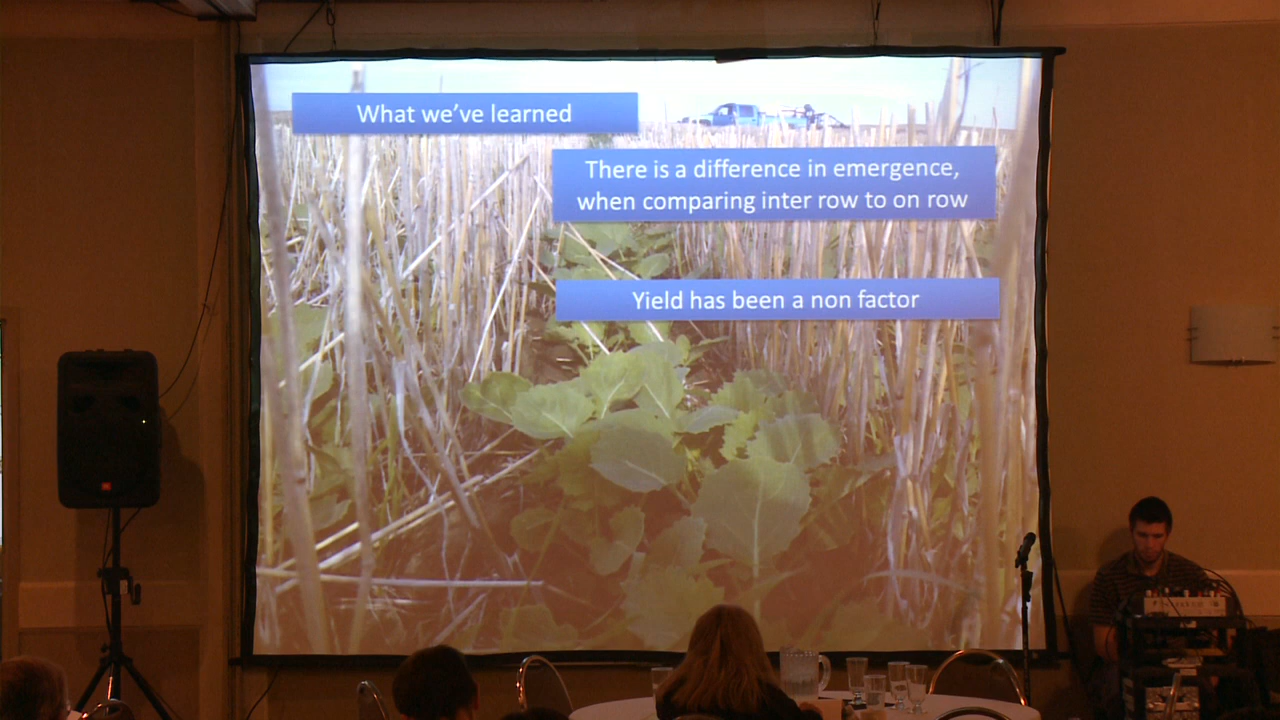 What we've learned
There is a difference in emergence,
when comparing inter row to on row
Yield has been a non factor